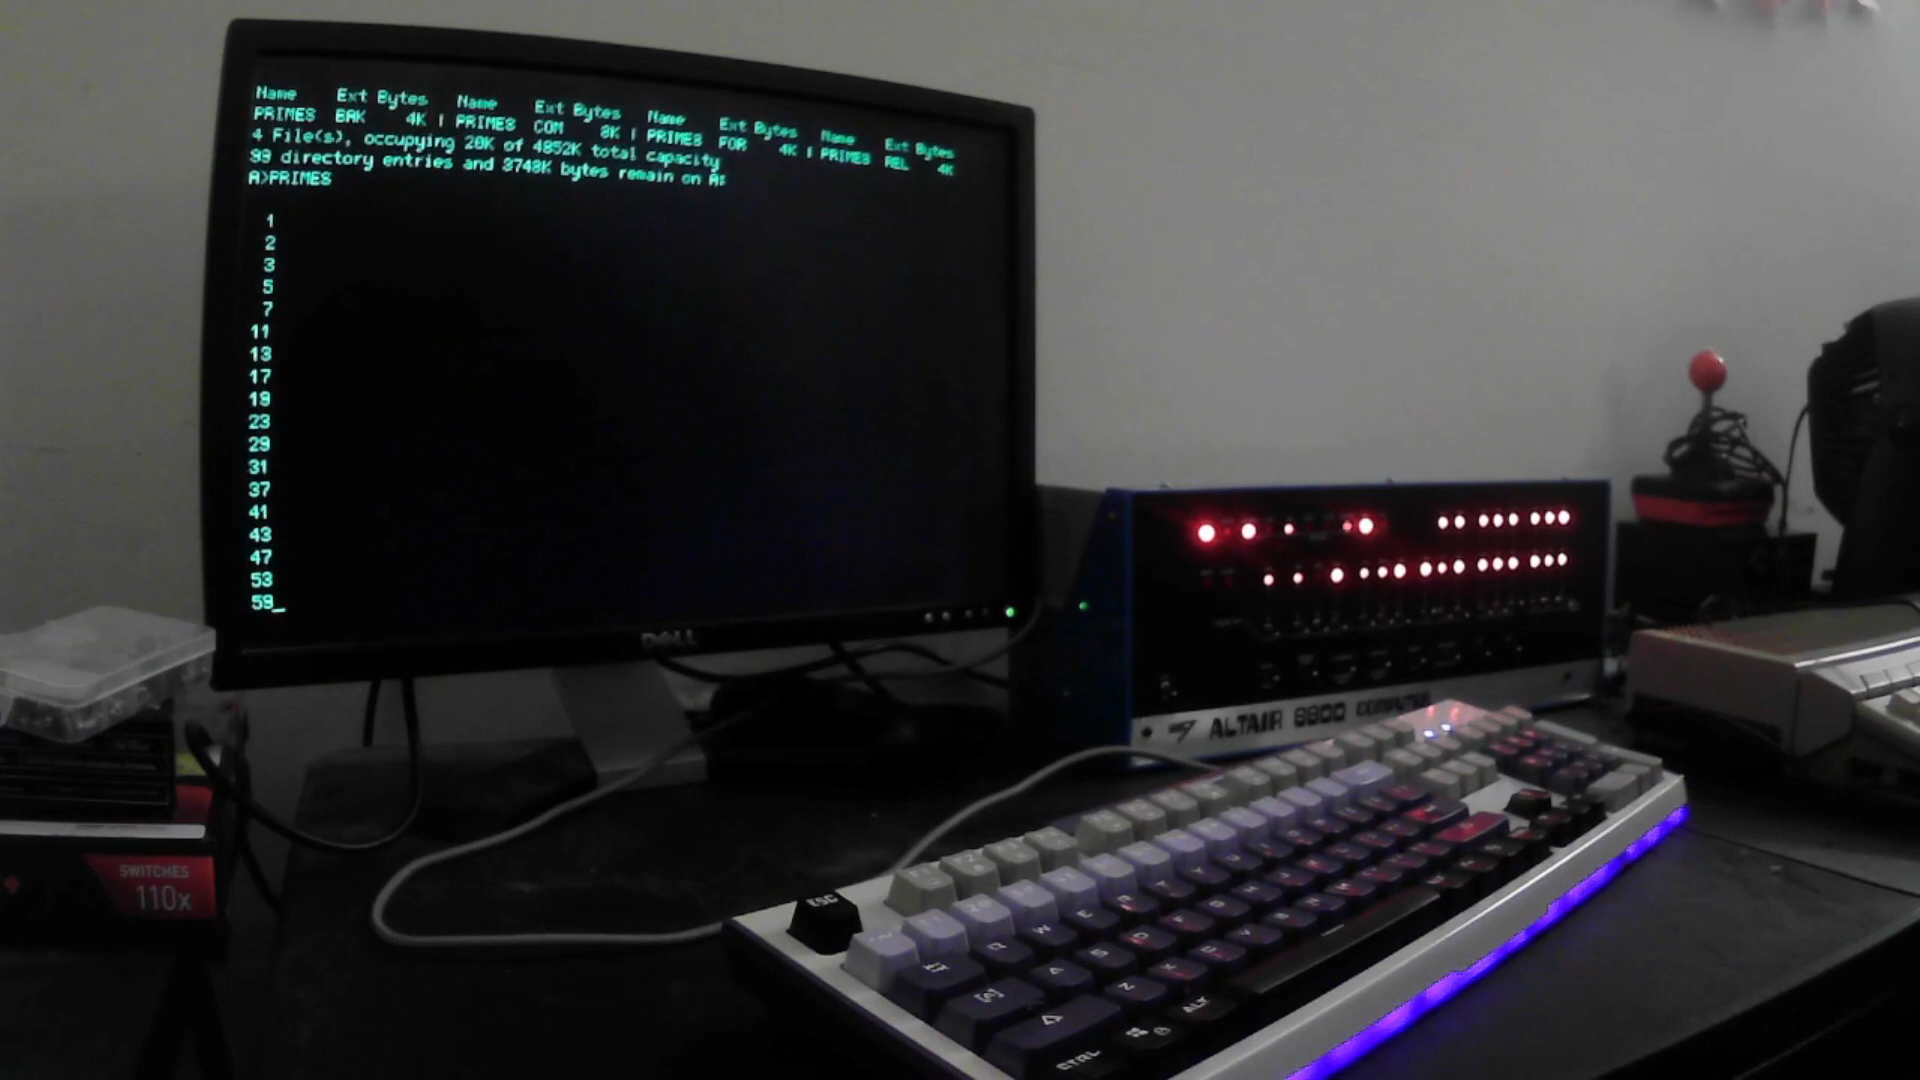 Name Ext Bytes Name Ext Bytes Name Ext Bytes Name Ext Bytes
PRIMES BAK 4K | PRIMES COM 8K | PRIMES FOR 4K | PRIMES REL 4K
4 File(s), occupying 20K of 4852K total capacity
99 directory entries and 3748K bytes remain on A:
A>PRIMES
1
2
3
5
7
11
13
17
19
23
29
31
37
41
43
47
53
59_
DELL
ALTAIR 8800 COMPUTER
SWITCHES
110x
ESC
Q W E R T Y
A S D F G H
Z X C V B N
CTRL
ALT